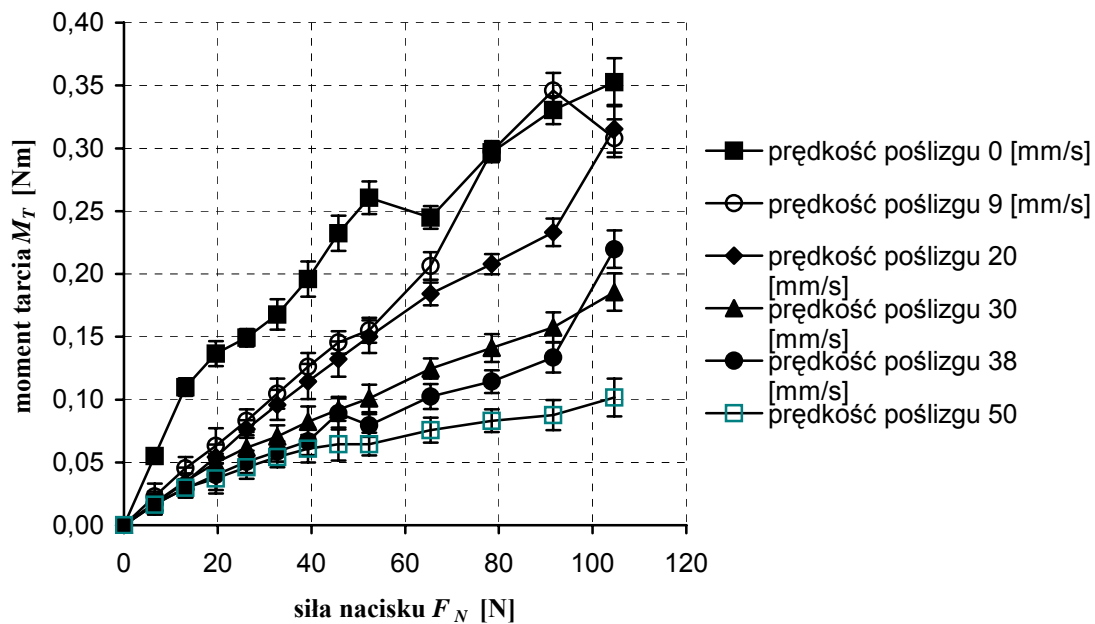 0,40
0,35
0,30
0,25
0,20
0,15
0,10
0,05
0,00
moment tarcia M_T [Nm]
0 20 40 60 80 100 120
siła nacisku F_N [N]
prędkość poślizgu 0 [mm/s]
prędkość poślizgu 9 [mm/s]
prędkość poślizgu 20
[mm/s]
prędkość poślizgu 30
[mm/s]
prędkość poślizgu 38
[mm/s]
prędkość poślizgu 50